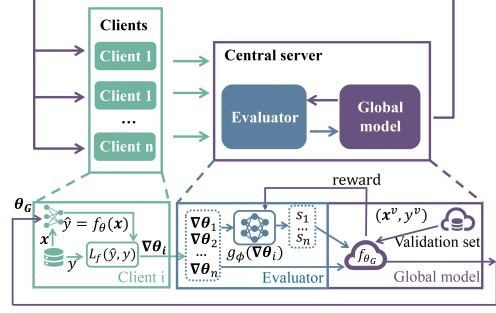 Clients
Client 1
Client 1
...
Client n
Central server
Evaluator
Global
model
reward
θ_G
ŷ = f_θ(x)
x
y
L_f(ŷ, y)
∇θ_i
Client i
∇θ_1
∇θ_2
...
∇θ_n
g_ϕ(∇θ_i)
s_1
...
s_n
Evaluator
(x^v, y^v)
Validation set
f_θ_G
Global model